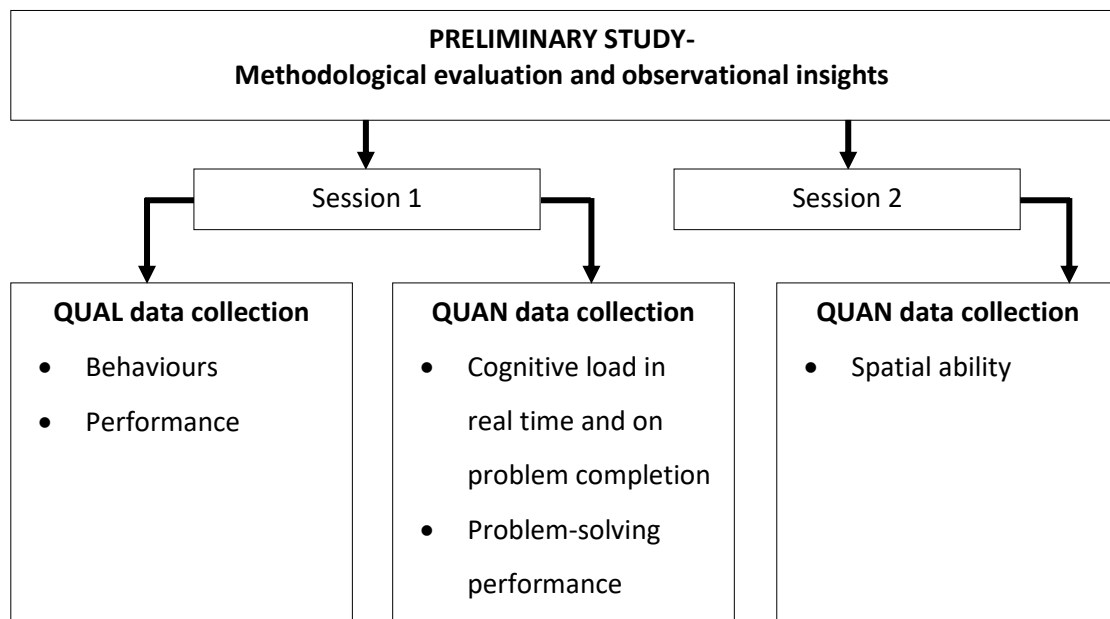 PRELIMINARY STUDY-
Methodological evaluation and observational insights
Session 1
Session 2
QUAL data collection
• Behaviours
• Performance
QUAN data collection
• Cognitive load in
real time and on
problem completion
• Problem-solving
performance
QUAN data collection
• Spatial ability